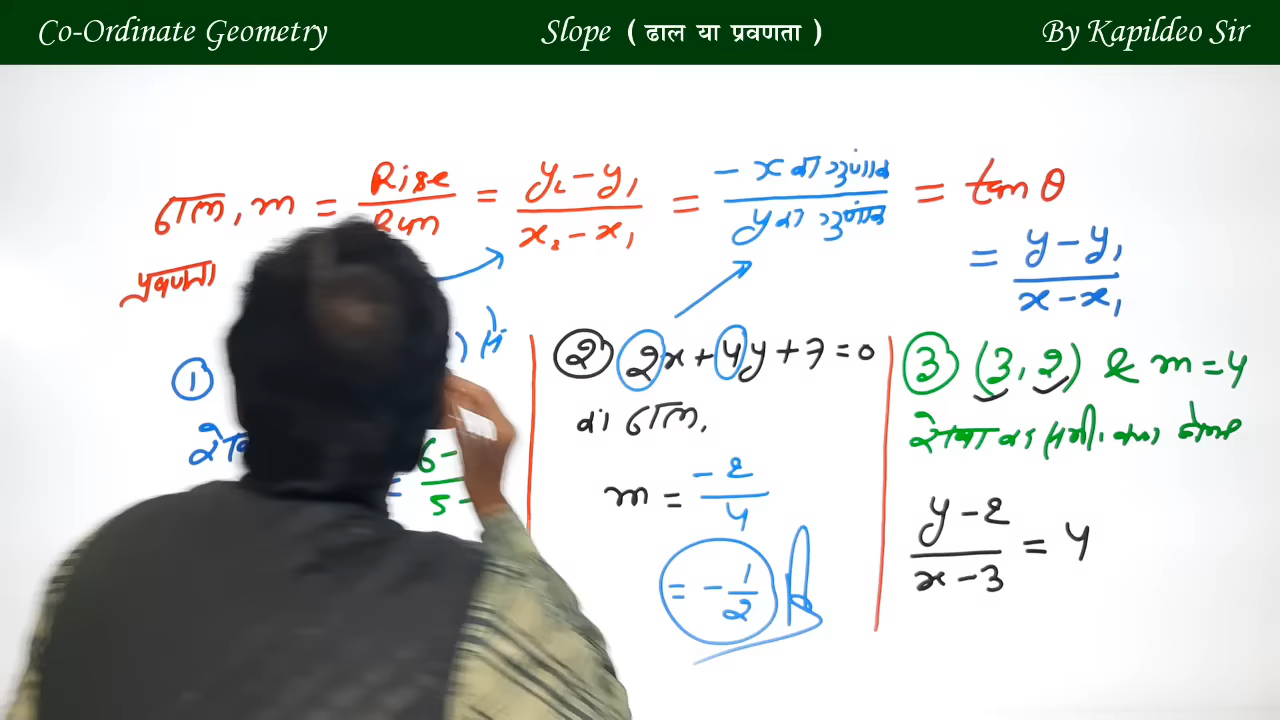 Co-Ordinate Geometry
Slope ( ढाल या प्रवणता )
By Kapildeo Sir
ढाल, m = Rise/Run = y₂-y₁/x₂-x₁ = -x का गुणांक/y का गुणांक = tan θ
प्रवणता
= y-y₁/x-x₁
①
② 2x+4y+7=0
का ढाल,
m = -2/4
= -1/2
③ (3, 2) & m=4
रेखा का समी०
y-2/x-3 = 4